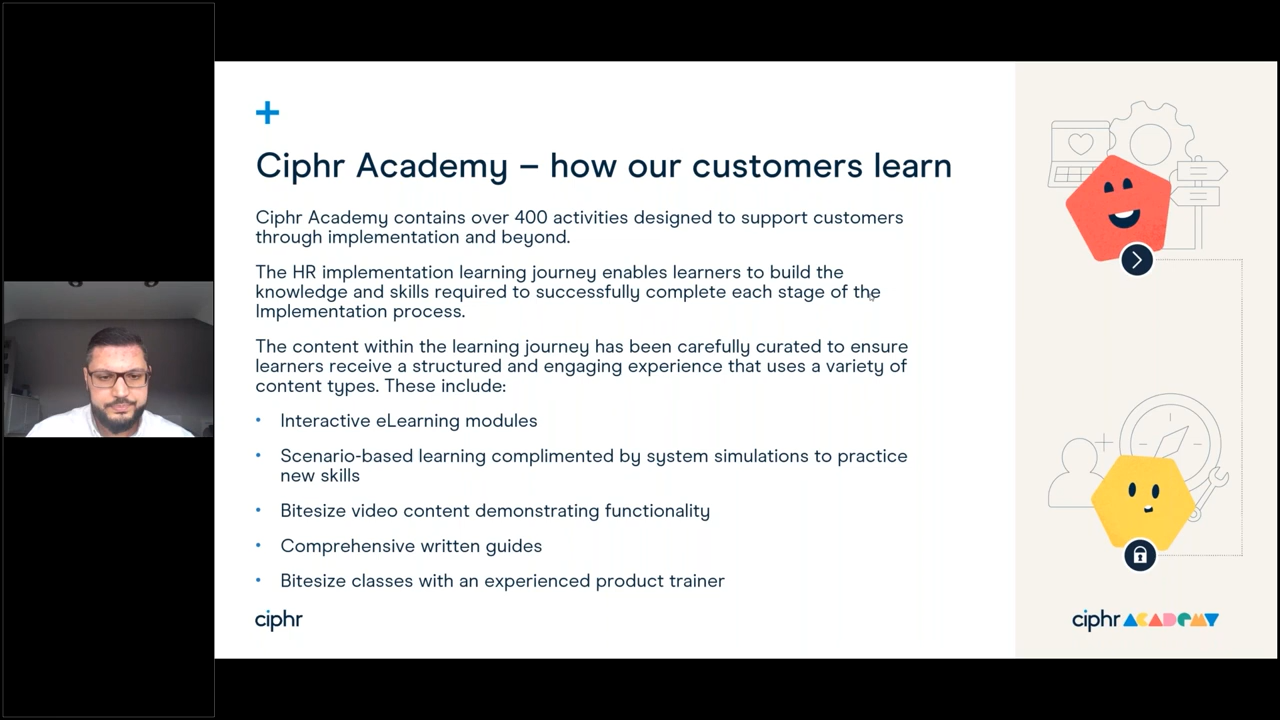 Ciphr Academy – how our customers learn
Ciphr Academy contains over 400 activities designed to support customers
through implementation and beyond.
The HR implementation learning journey enables learners to build the
knowledge and skills required to successfully complete each stage of the
Implementation process.
The content within the learning journey has been carefully curated to ensure
learners receive a structured and engaging experience that uses a variety of
content types. These include:
• Interactive eLearning modules
• Scenario-based learning complimented by system simulations to practice
new skills
• Bitesize video content demonstrating functionality
• Comprehensive written guides
• Bitesize classes with an experienced product trainer
ciphr
ciphr ACADEMY